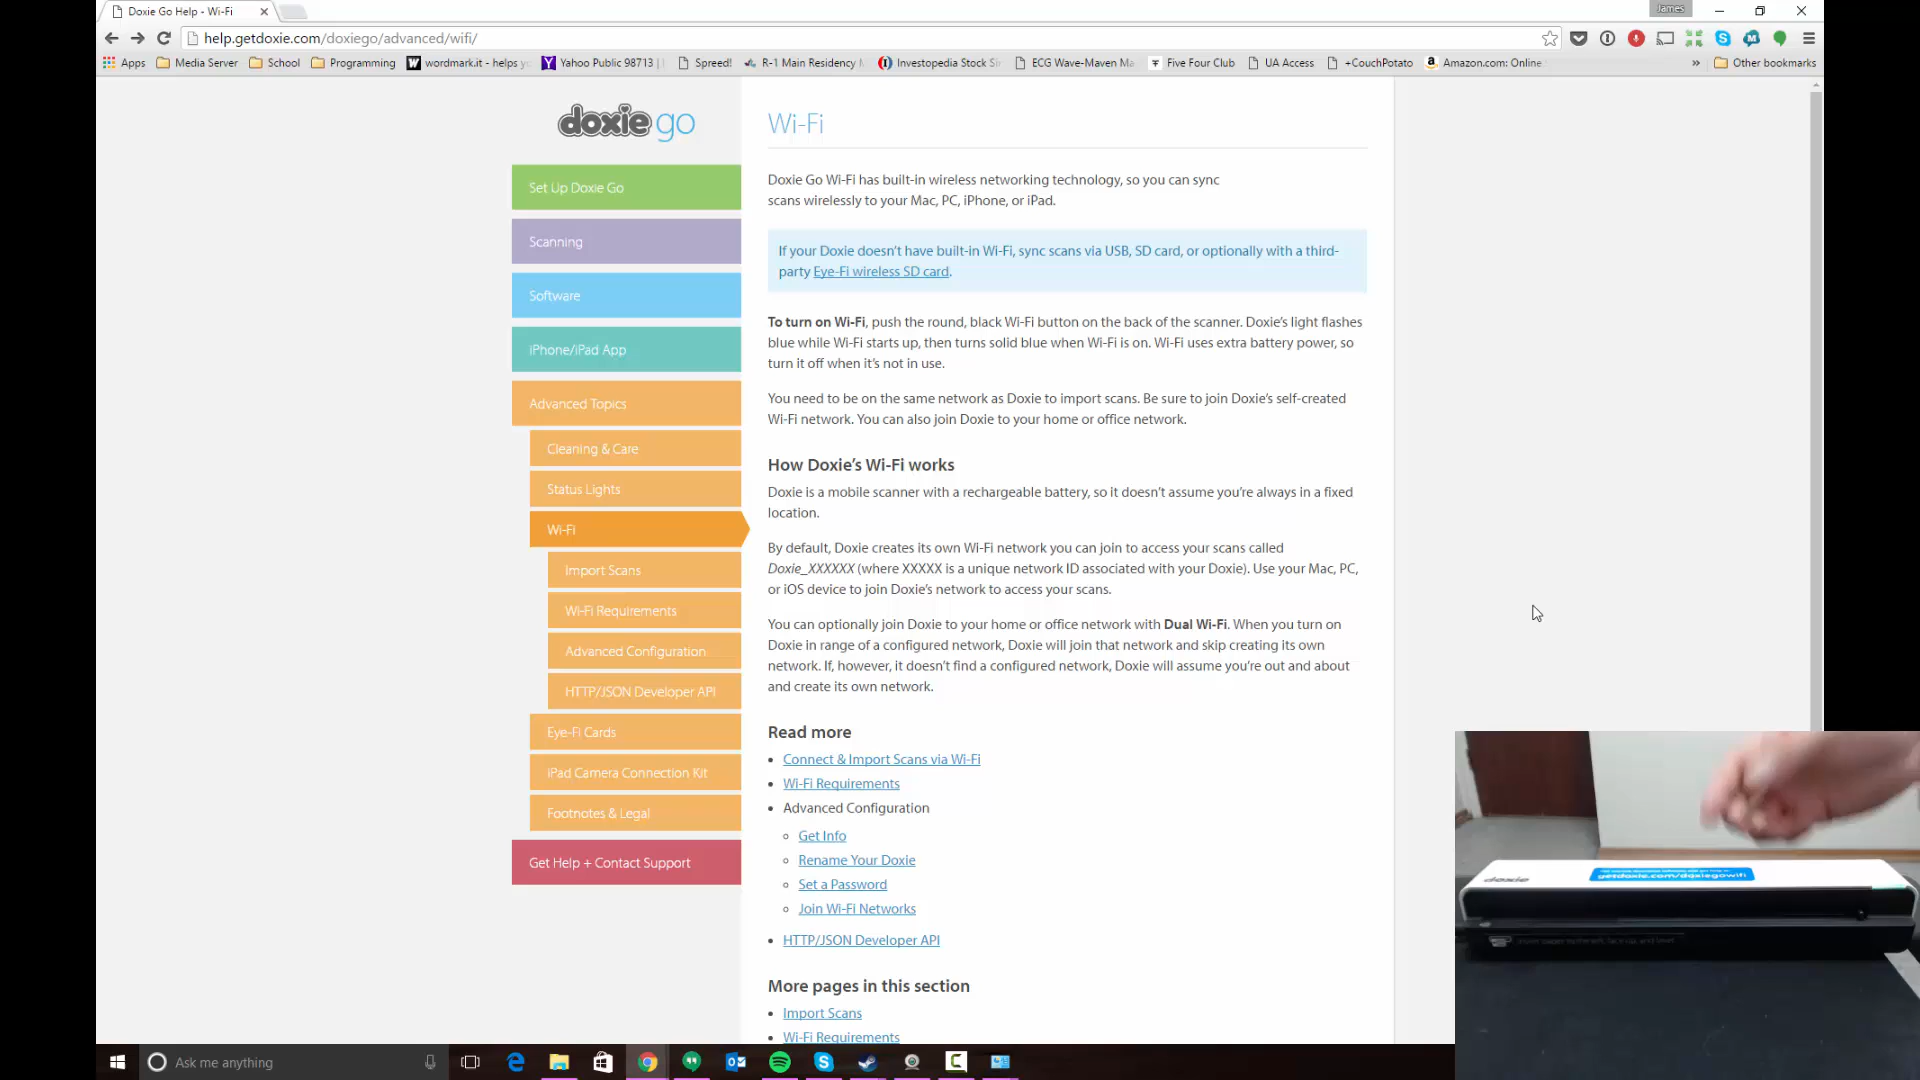 Doxie Go Help - Wi-Fi
James
help.getdoxie.com/doxiego/advanced/wifi/
Apps
Media Server
School
Programming
wordmark.it - helps y
Yahoo Public 98713 |
Spreed!
R-1 Main Residency
Investopedia Stock Si
ECG Wave-Maven Ma
Five Four Club
UA Access
+CouchPotato
Amazon.com: Online
»
Other bookmarks
doxie go
Set Up Doxie Go
Scanning
Software
iPhone/iPad App
Advanced Topics
Cleaning & Care
Status Lights
Wi-Fi
Import Scans
Wi-Fi Requirements
Advanced Configuration
HTTP/JSON Developer API
Eye-Fi Cards
iPad Camera Connection Kit
Footnotes & Legal
Get Help + Contact Support
Wi-Fi
Doxie Go Wi-Fi has built-in wireless networking technology, so you can sync
scans wirelessly to your Mac, PC, iPhone, or iPad.
If your Doxie doesn’t have built-in Wi-Fi, sync scans via USB, SD card, or optionally with a third-
party Eye-Fi wireless SD card.
To turn on Wi-Fi, push the round, black Wi-Fi button on the back of the scanner. Doxie’s light flashes
blue while Wi-Fi starts up, then turns solid blue when Wi-Fi is on. Wi-Fi uses extra battery power, so
turn it off when it’s not in use.
You need to be on the same network as Doxie to import scans. Be sure to join Doxie’s self-created
Wi-Fi network. You can also join Doxie to your home or office network.
How Doxie’s Wi-Fi works
Doxie is a mobile scanner with a rechargeable battery, so it doesn’t assume you’re always in a fixed
location.
By default, Doxie creates its own Wi-Fi network you can join to access your scans called
Doxie_XXXXXX (where XXXXX is a unique network ID associated with your Doxie). Use your Mac, PC,
or iOS device to join Doxie’s network to access your scans.
You can optionally join Doxie to your home or office network with Dual Wi-Fi. When you turn on
Doxie in range of a configured network, Doxie will join that network and skip creating its own
network. If, however, it doesn’t find a configured network, Doxie will assume you’re out and about
and create its own network.
Read more
• Connect & Import Scans via Wi-Fi
• Wi-Fi Requirements
• Advanced Configuration
◦ Get Info
◦ Rename Your Doxie
◦ Set a Password
◦ Join Wi-Fi Networks
• HTTP/JSON Developer API
More pages in this section
• Import Scans
• Wi-Fi Requirements
doxie
getdoxie.com/doxiegowifi
Ask me anything